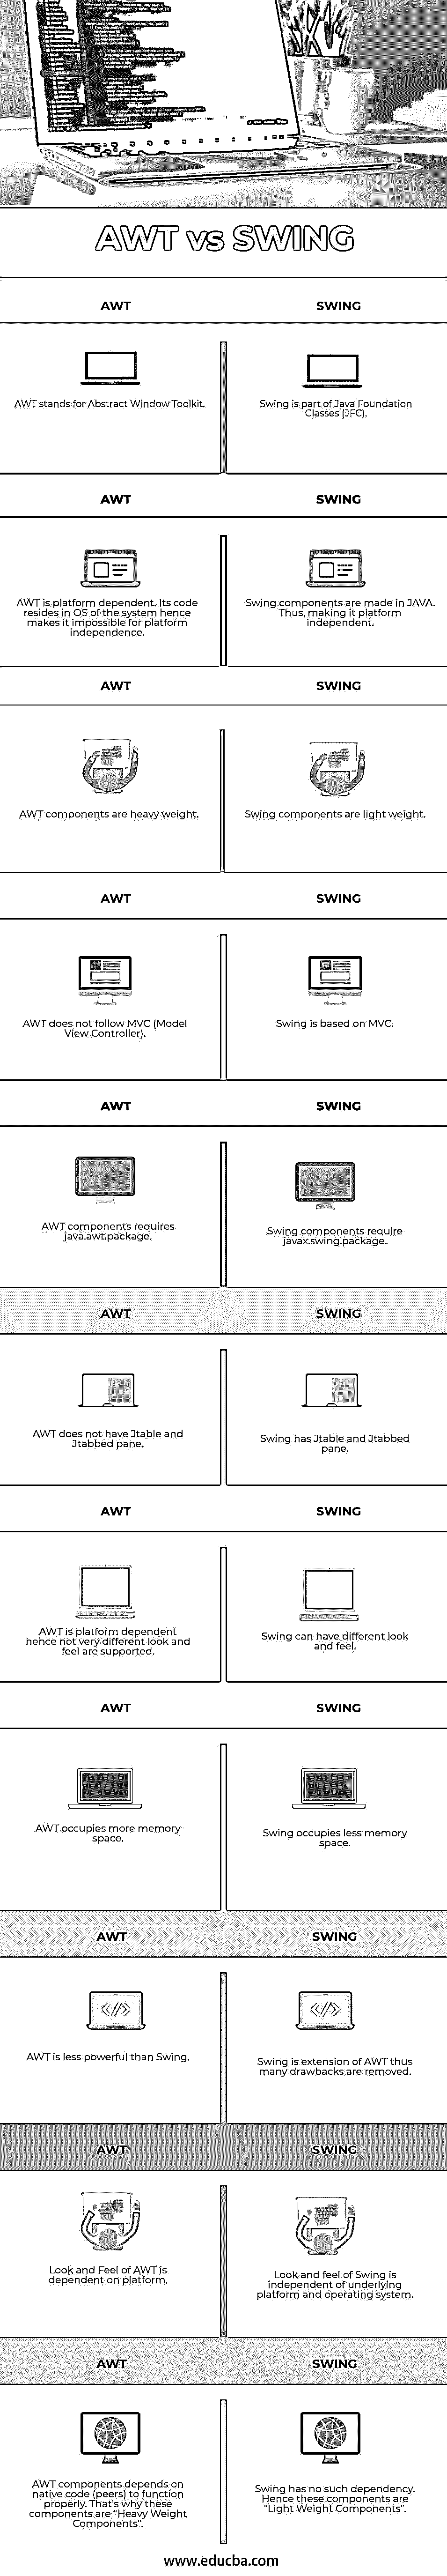 AWT vs SWING
AWT
SWING
AWT stands for Abstract Window Toolkit.
Swing is part of Java Foundation
Classes (JFC).
AWT
SWING
AWT is platform dependent. Its code
resides in OS of the system hence
makes it impossible for platform
independence.
Swing components are made in JAVA.
Thus, making it platform
independent.
AWT
SWING
AWT components are heavy weight.
Swing components are light weight.
AWT
SWING
AWT does not follow MVC (Model
View Controller).
Swing is based on MVC.
AWT
SWING
AWT components requires
java.awt.package.
Swing components require
javax.swing.package.
AWT
SWING
AWT does not have Jtable and
Jtabbed pane.
Swing has Jtable and Jtabbed
pane.
AWT
SWING
AWT is platform dependent
hence not very different look and
feel are supported.
Swing can have different look
and feel.
AWT
SWING
AWT occupies more memory
space.
Swing occupies less memory
space.
AWT
SWING
AWT is less powerful than Swing.
Swing is extension of AWT thus
many drawbacks are removed.
AWT
SWING
Look and Feel of AWT is
dependent on platform.
Look and feel of Swing is
independent of underlying
platform and operating system.
AWT
SWING
AWT components depends on
native code (peers) to function
properly. That's why these
components are "Heavy Weight
Components".
Swing has no such dependency.
Hence these components are
"Light Weight Components".
www.educba.com